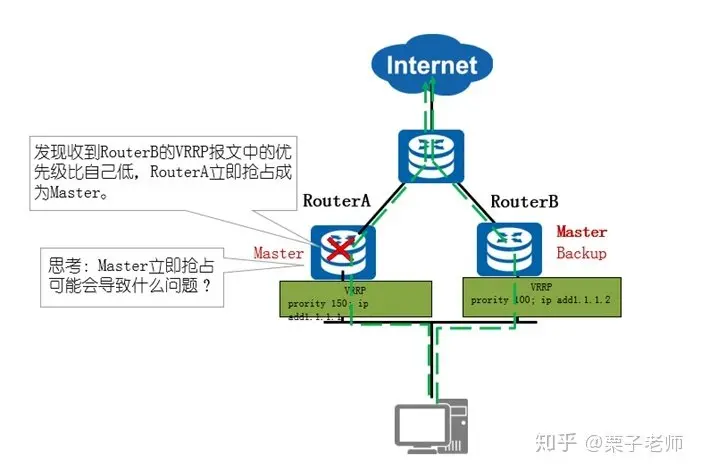 Internet
发现收到RouterB的VRRP报文中的优
先级比自己低，RouterA立即抢占成
为Master。
RouterA
RouterB
Master
Master
Backup
思考：Master立即抢占
可能会导致什么问题？
VRRP
prority 150; ip
add1.1.1.1
VRRP
prority 100; ip add1.1.1.2
知乎 @栗子老师